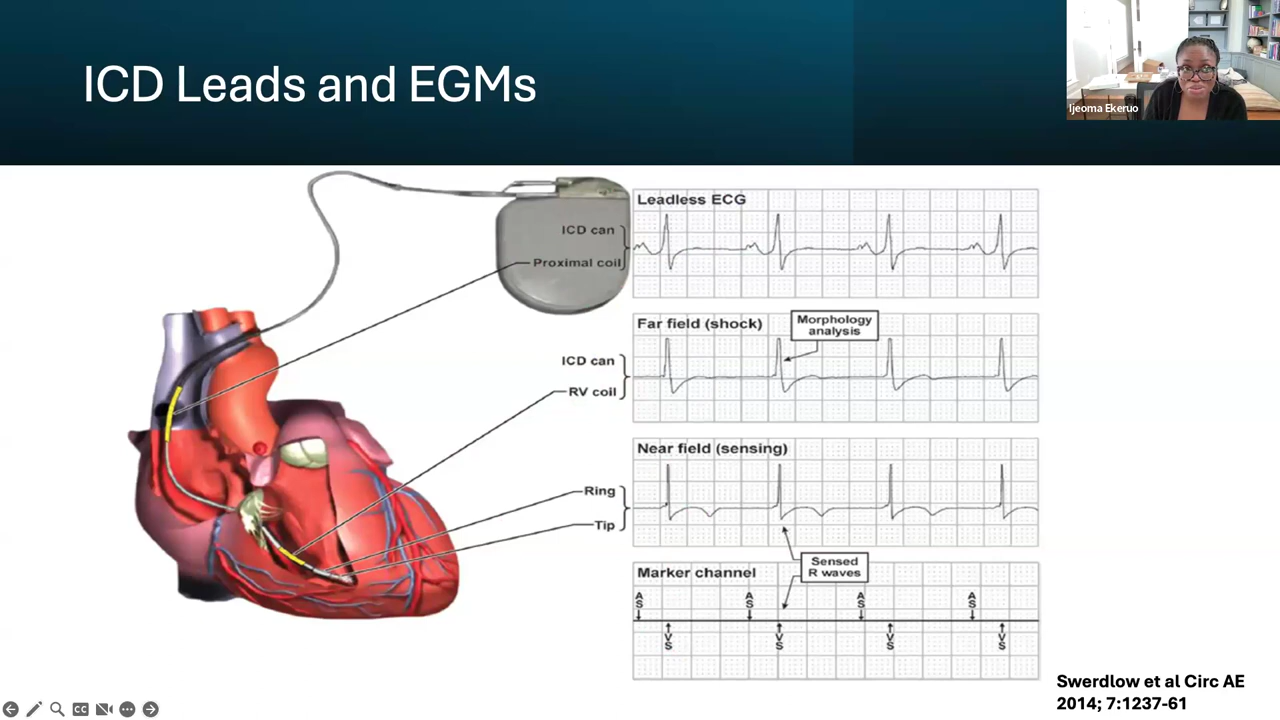 ICD Leads and EGMs
Ijeoma Ekeruo
ICD can
Proximal coil
Leadless ECG
ICD can
RV coil
Far field (shock)
Morphology
analysis
Ring
Tip
Near field (sensing)
Sensed
R waves
Marker channel
AS AS AS AS
VS VS VS VS
Swerdlow et al Circ AE
2014; 7:1237-61
CC